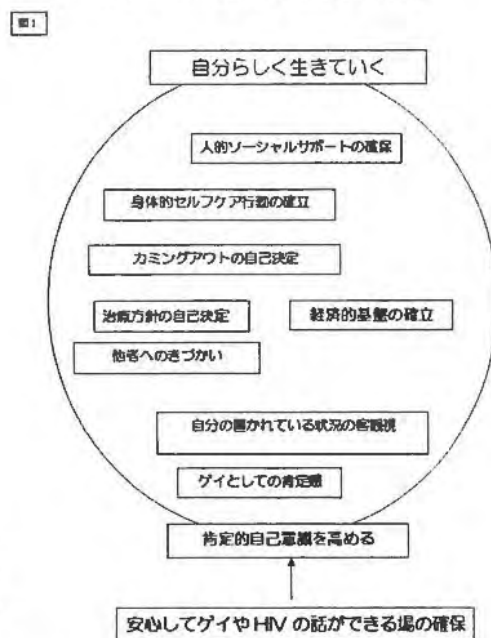 図1
自分らしく生きていく
人的ソーシャルサポートの確保
身体的セルフケア行動の確立
カミングアウトの自己決定
治療方針の自己決定
経済的基盤の確立
他者へのきづかい
自分の置かれている状況の客観視
ゲイとしての肯定感
肯定的自己意識を高める
安心してゲイやHIVの話ができる場の確保